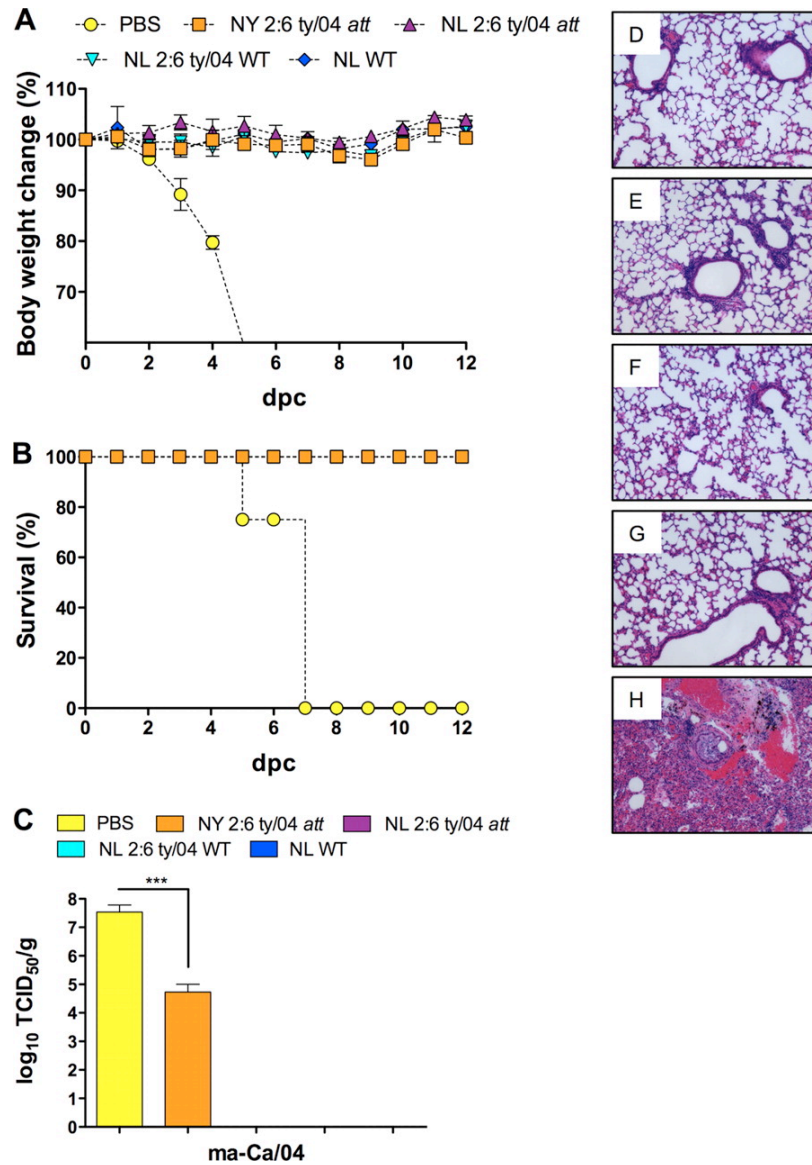 A
PBS NY 2:6 ty/04 att NL 2:6 ty/04 att
NL 2:6 ty/04 WT NL WT
Body weight change (%)
110
100
90
80
70
0 2 4 6 8 10 12
dpc
B
Survival (%)
100
80
60
40
20
0
0 2 4 6 8 10 12
dpc
C
PBS NY 2:6 ty/04 att NL 2:6 ty/04 att
NL 2:6 ty/04 WT NL WT
log10 TCID50/g
8
7
6
5
4
3
2
1
0
***
ma-Ca/04
D
E
F
G
H